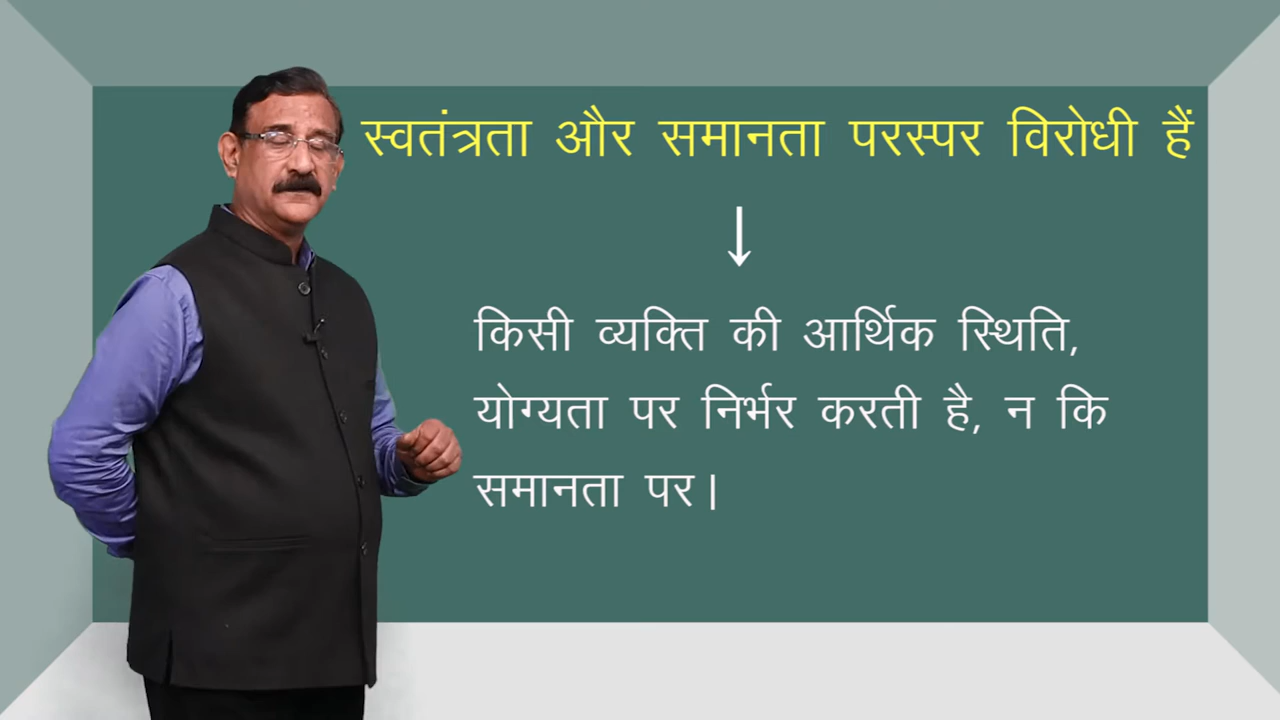 स्वतंत्रता और समानता परस्पर विरोधी हैं
↓
किसी व्यक्ति की आर्थिक स्थिति,
योग्यता पर निर्भर करती है, न कि
समानता पर।